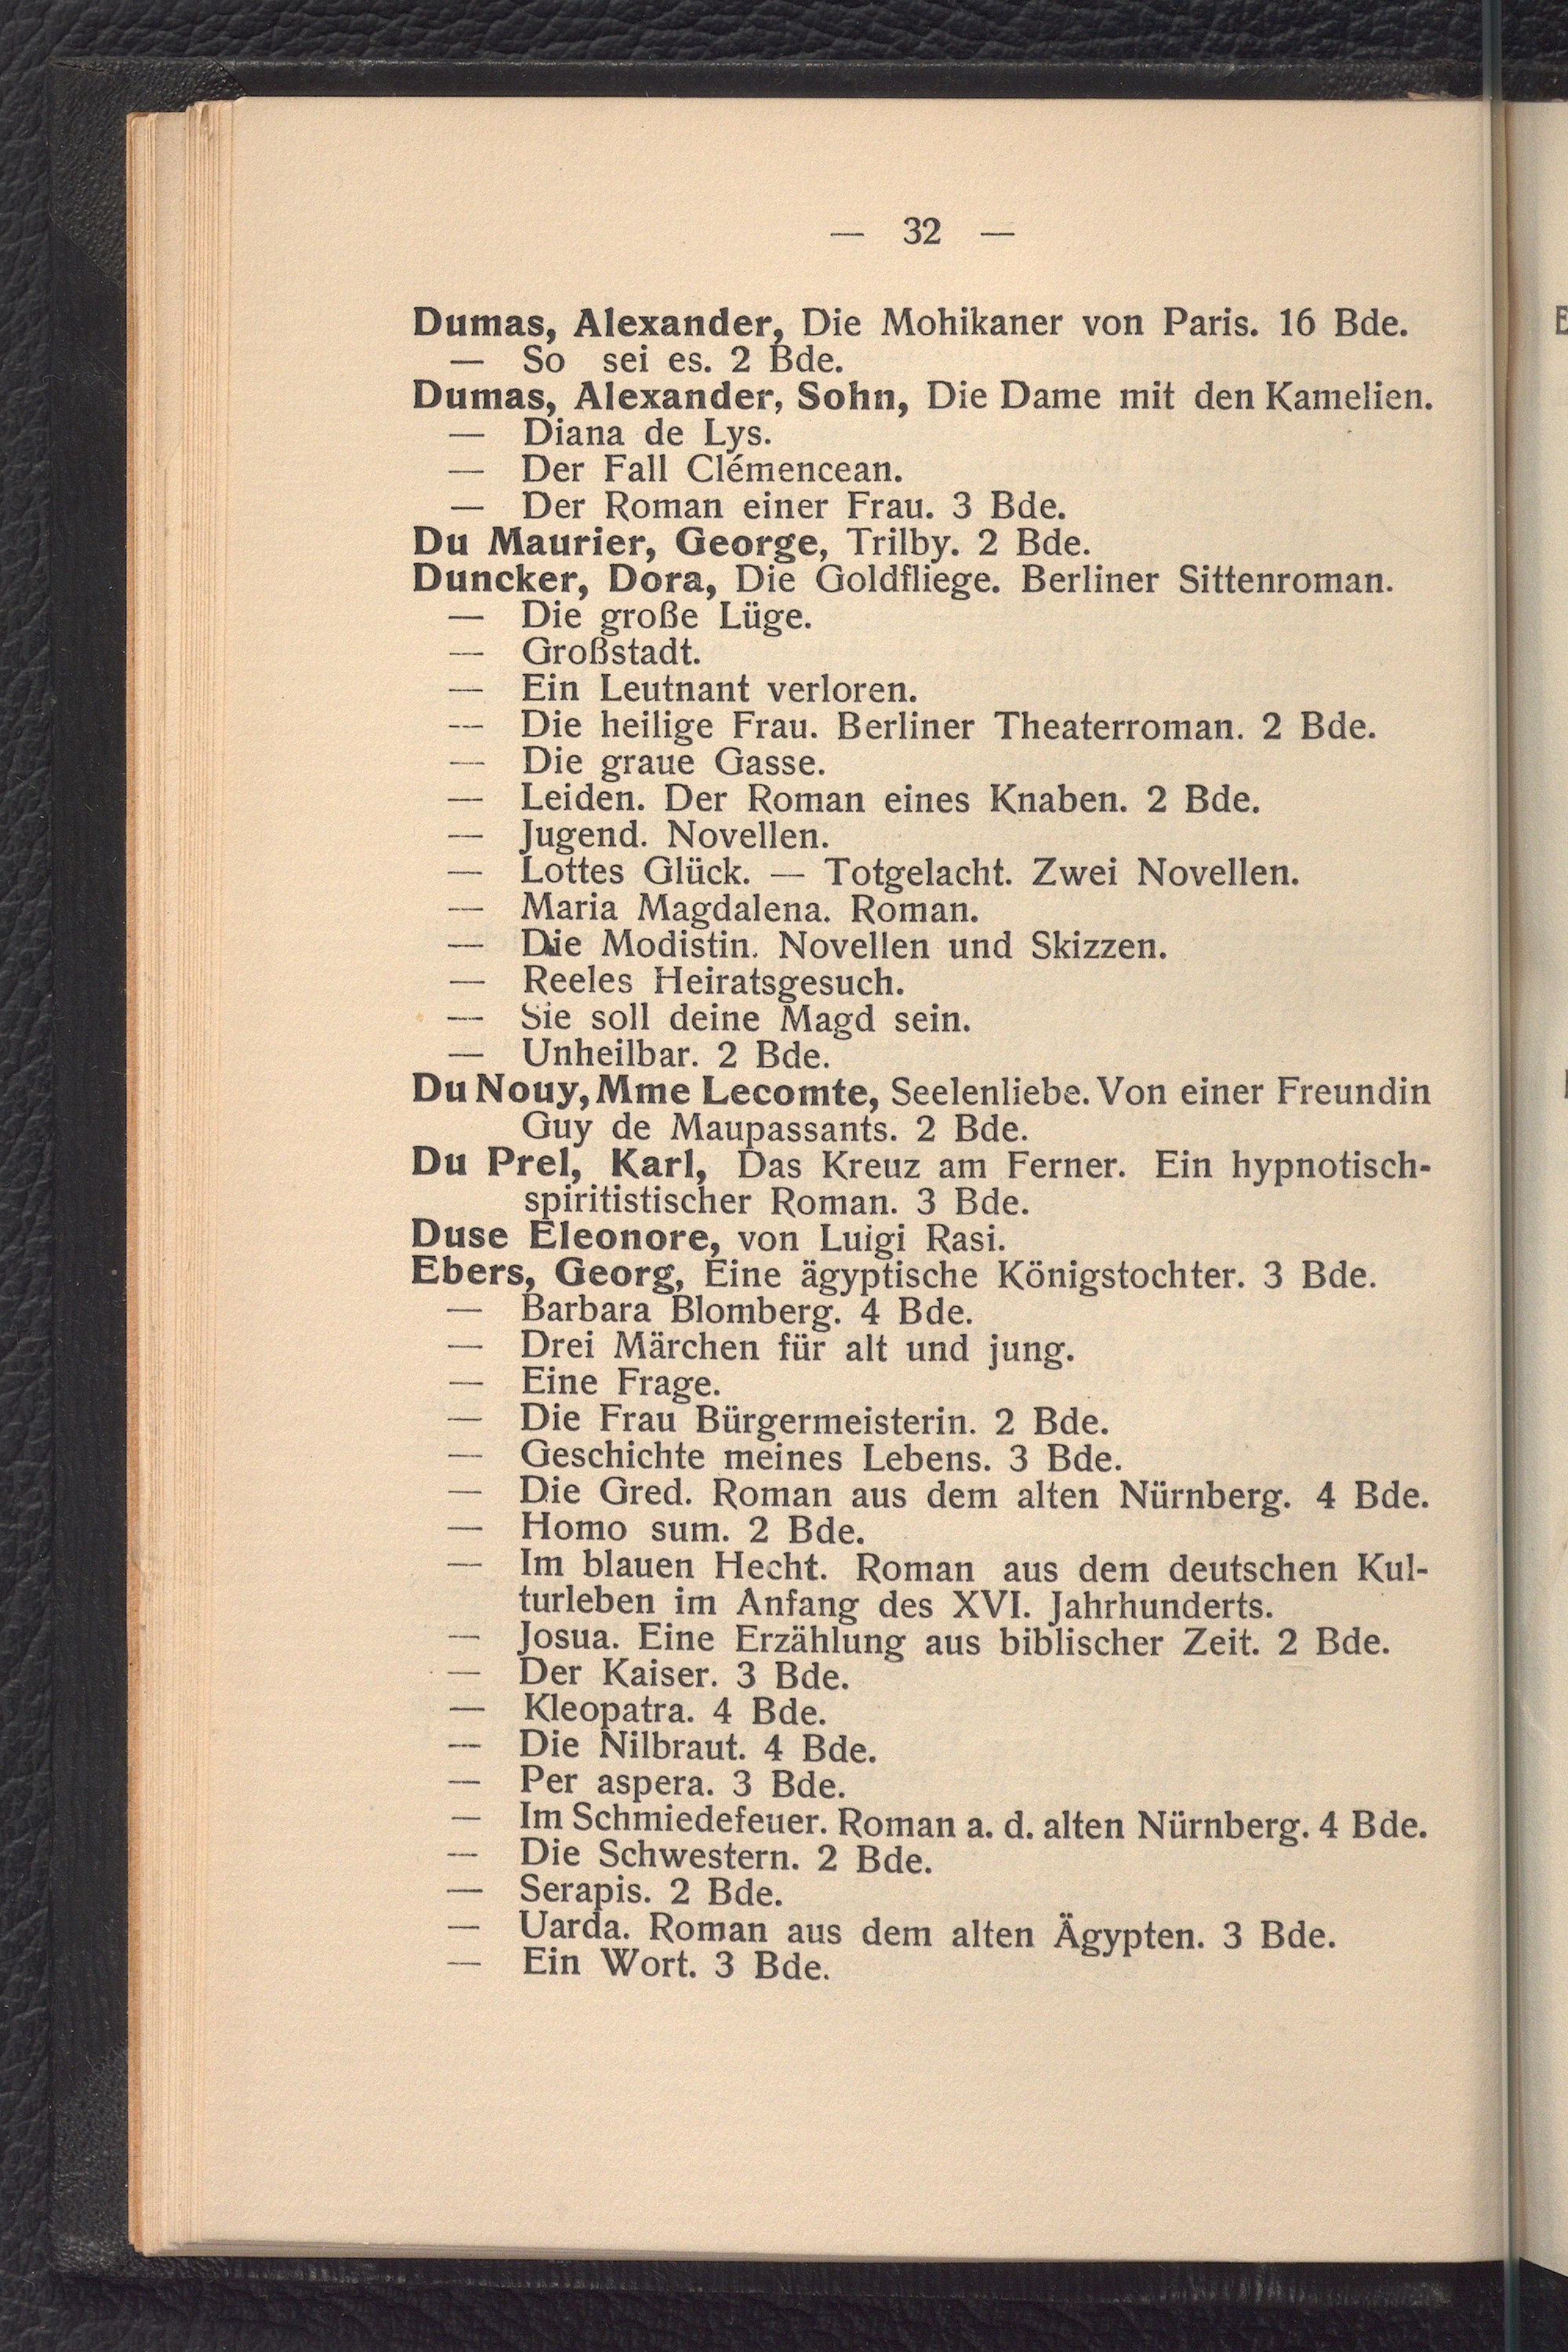 — 32 —
Dumas, Alexander, Die Mohikaner von Paris. 16 Bde.
— So sei es. 2 Bde.
Dumas, Alexander, Sohn, Die Dame mit den Kamelien.
— Diana de Lys.
— Der Fall Clémencean.
— Der Roman einer Frau. 3 Bde.
Du Maurier, George, Trilby. 2 Bde.
Duncker, Dora, Die Goldfliege. Berliner Sittenroman.
— Die große Lüge.
— Großstadt.
— Ein Leutnant verloren.
— Die heilige Frau. Berliner Theaterroman. 2 Bde.
— Die graue Gasse.
— Leiden. Der Roman eines Knaben. 2 Bde.
— Jugend. Novellen.
— Lottes Glück. — Totgelacht. Zwei Novellen.
— Maria Magdalena. Roman.
— Die Modistin. Novellen und Skizzen.
— Reeles Heiratsgesuch.
— Sie soll deine Magd sein.
— Unheilbar. 2 Bde.
Du Nouy, Mme Lecomte, Seelenliebe. Von einer Freundin
Guy de Maupassants. 2 Bde.
Du Prel, Karl, Das Kreuz am Ferner. Ein hypnotisch-
spiritistischer Roman. 3 Bde.
Duse Eleonore, von Luigi Rasi.
Ebers, Georg, Eine ägyptische Königstochter. 3 Bde.
— Barbara Blomberg. 4 Bde.
— Drei Märchen für alt und jung.
— Eine Frage.
— Die Frau Bürgermeisterin. 2 Bde.
— Geschichte meines Lebens. 3 Bde.
— Die Gred. Roman aus dem alten Nürnberg. 4 Bde.
— Homo sum. 2 Bde.
— Im blauen Hecht. Roman aus dem deutschen Kul-
turleben im Anfang des XVI. Jahrhunderts.
— Josua. Eine Erzählung aus biblischer Zeit. 2 Bde.
— Der Kaiser. 3 Bde.
— Kleopatra. 4 Bde.
— Die Nilbraut. 4 Bde.
— Per aspera. 3 Bde.
— Im Schmiedefeuer. Roman a. d. alten Nürnberg. 4 Bde.
— Die Schwestern. 2 Bde.
— Serapis. 2 Bde.
— Uarda. Roman aus dem alten Ägypten. 3 Bde.
— Ein Wort. 3 Bde.